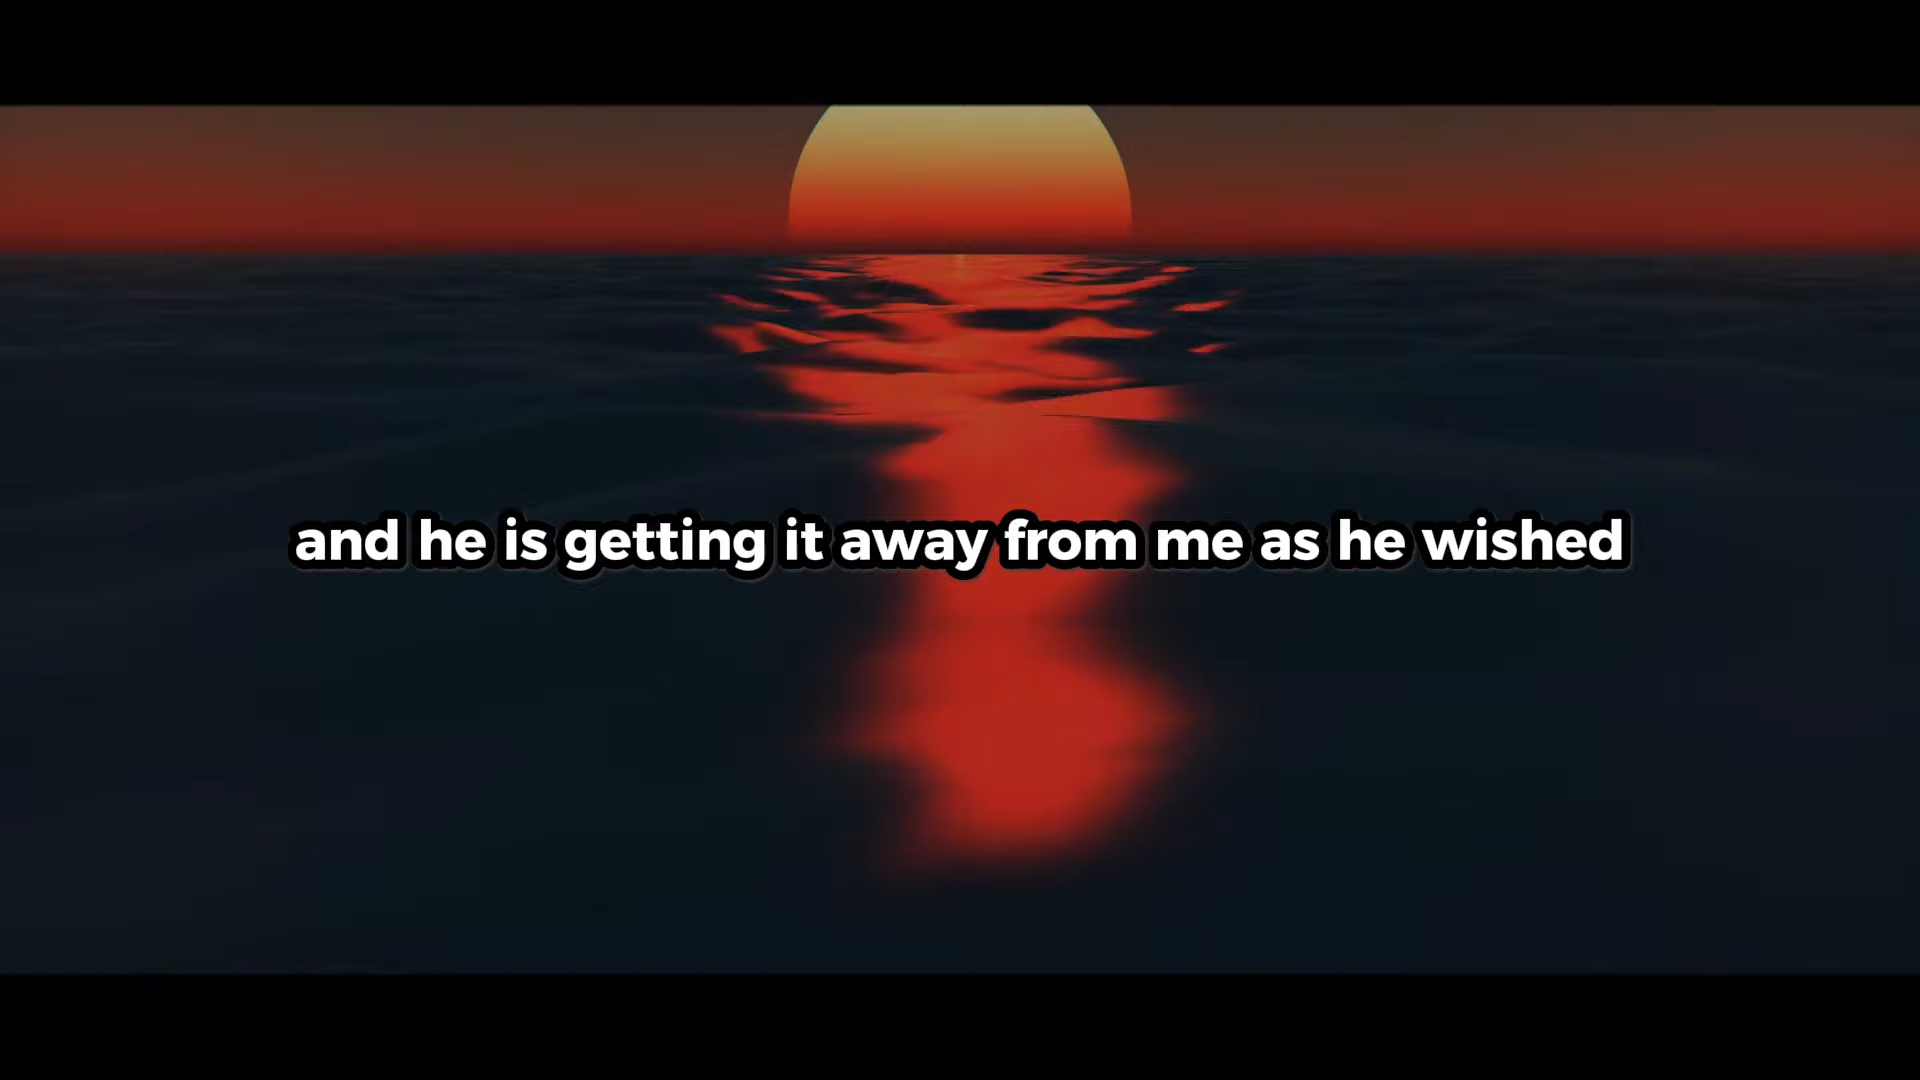 and he is getting it away from me as he wished